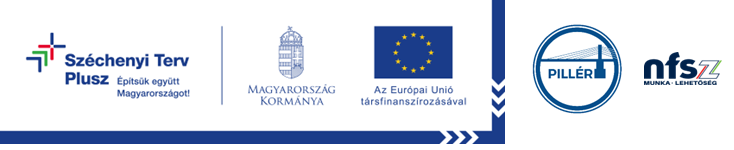 Széchenyi Terv
Plusz Építsük együtt
Magyarországot!
MAGYARORSZÁG
KORMÁNYA
Az Európai Unió
társfinanszírozásával
PILLÉR
nfsz
MUNKA - LEHETŐSÉG